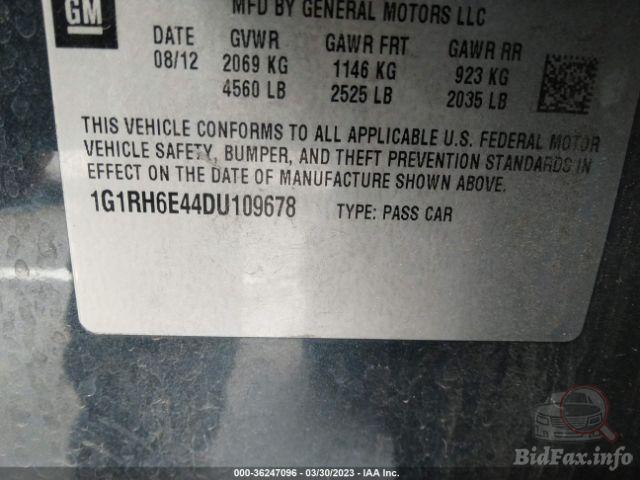 GM
MFD BY GENERAL MOTORS LLC
DATE GVWR GAWR FRT GAWR RR
08/12 2069 KG 1146 KG 923 KG
4560 LB 2525 LB 2035 LB
THIS VEHICLE CONFORMS TO ALL APPLICABLE U.S. FEDERAL MOTOR
VEHICLE SAFETY, BUMPER, AND THEFT PREVENTION STANDARDS IN
EFFECT ON THE DATE OF MANUFACTURE SHOWN ABOVE.
1G1RH6E44DU109678 TYPE: PASS CAR
BidFax.info
000-36247096 - 03/30/2023 - IAA Inc.